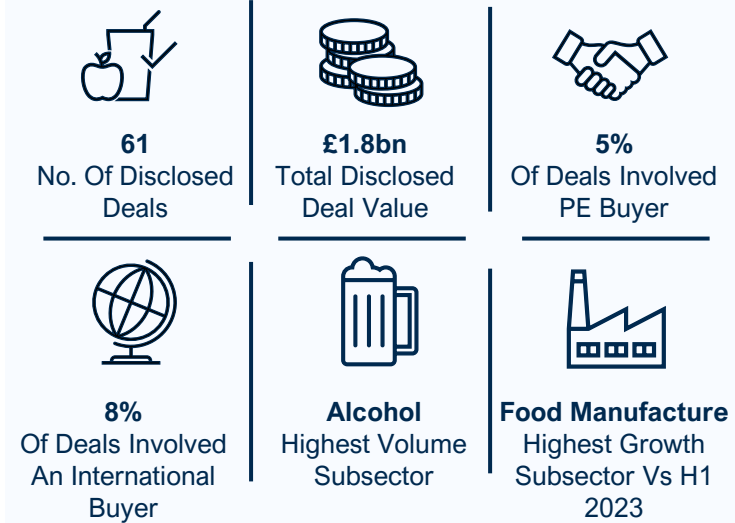 61
No. Of Disclosed
Deals
£1.8bn
Total Disclosed
Deal Value
5%
Of Deals Involved
PE Buyer
8%
Of Deals Involved
An International
Buyer
Alcohol
Highest Volume
Subsector
Food Manufacture
Highest Growth
Subsector Vs H1
2023